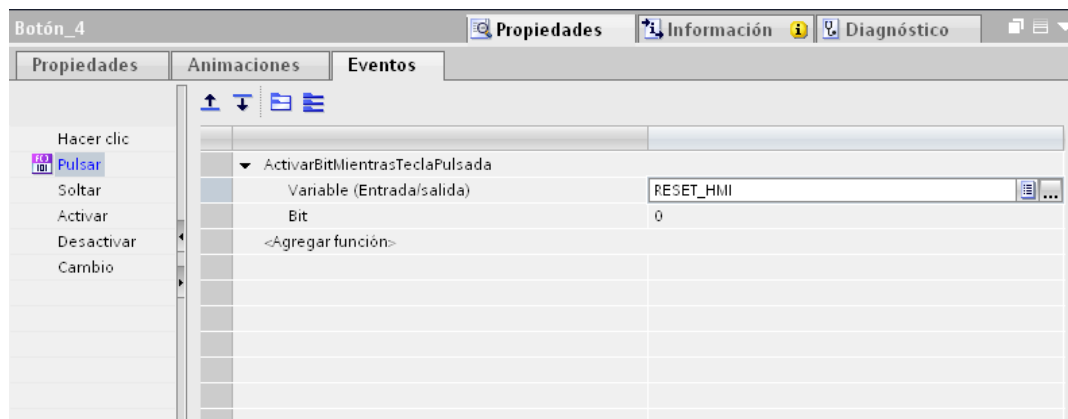 Botón_4 Propiedades Información Diagnóstico
Propiedades Animaciones Eventos
Hacer clic
Pulsar
Soltar
Activar
Desactivar
Cambio
ActivarBitMientrasTeclaPulsada
Variable (Entrada/salida) RESET_HMI ...
Bit 0
<Agregar función>